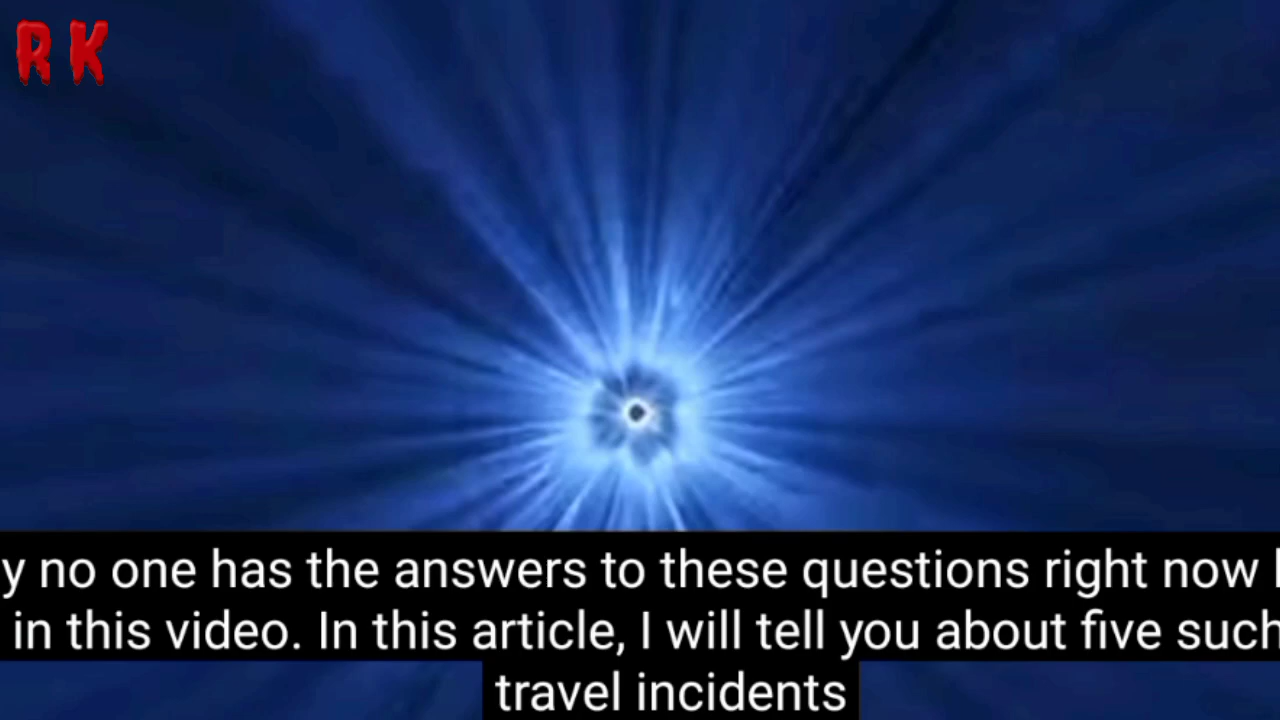 R K
y no one has the answers to these questions right now
in this video. In this article, I will tell you about five such
travel incidents